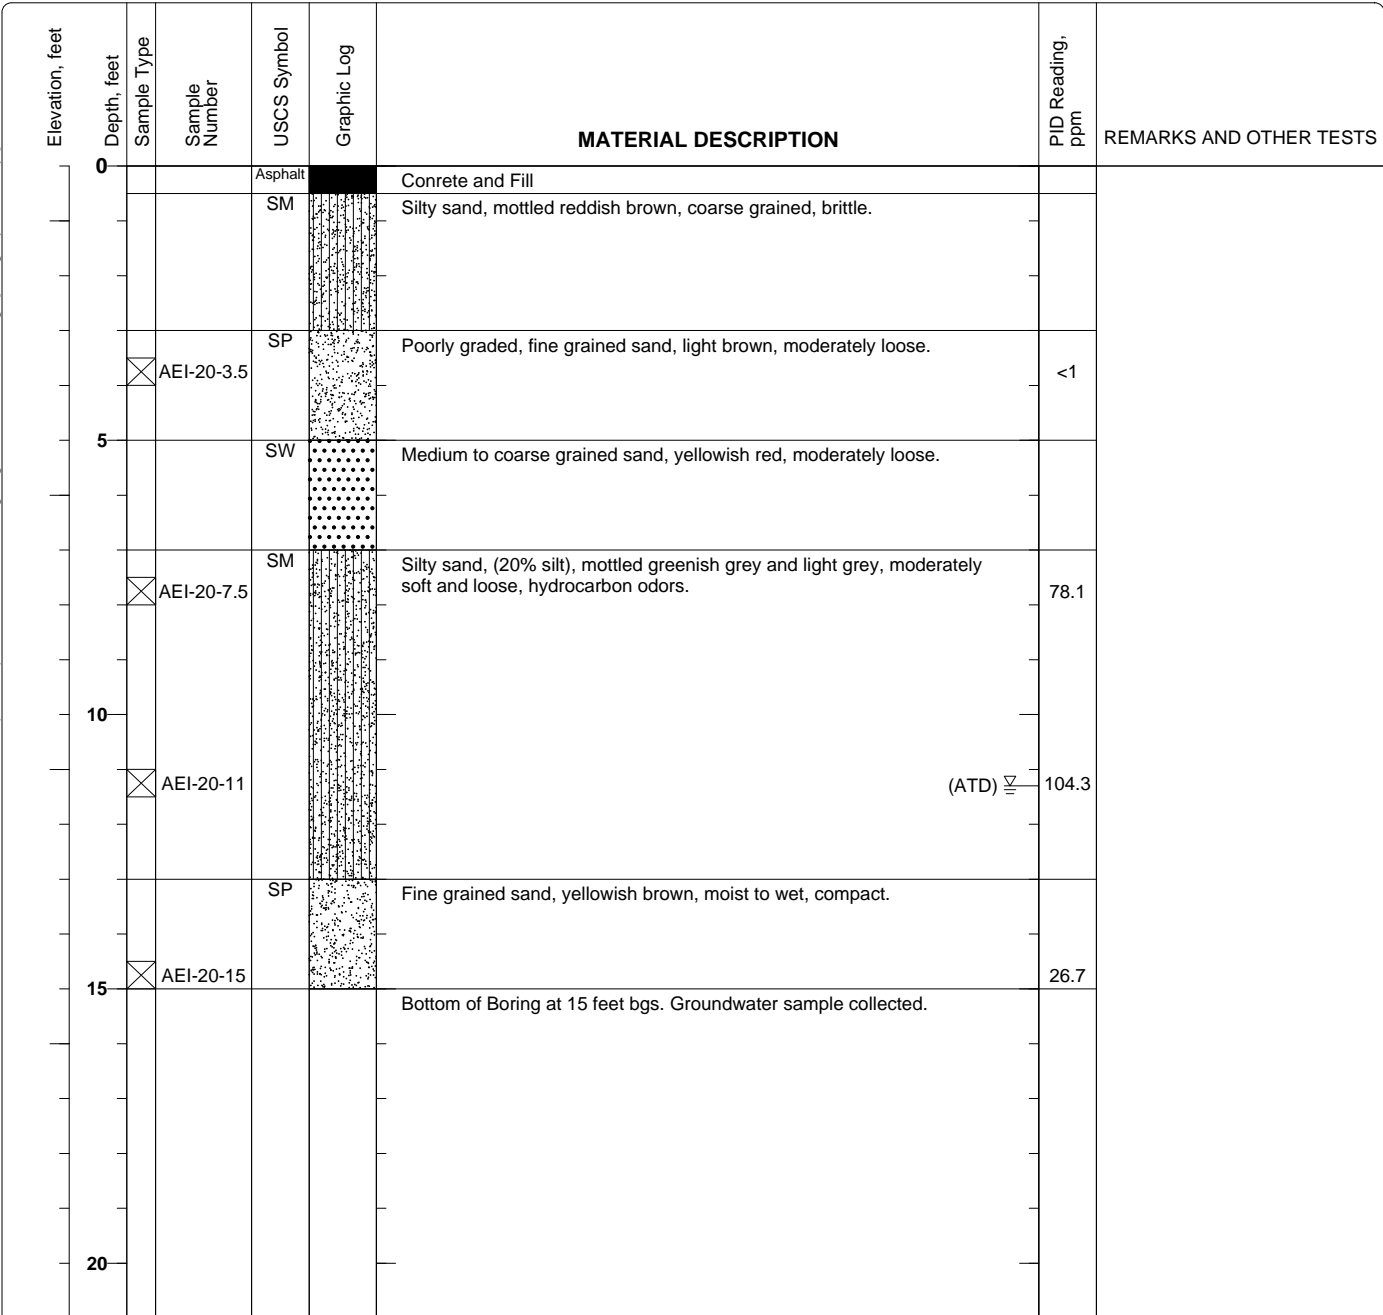 Elevation, feet
Depth, feet
Sample Type
Sample
Number
USCS Symbol
Graphic Log
MATERIAL DESCRIPTION
PID Reading,
ppm
REMARKS AND OTHER TESTS
0
Asphalt
Conrete and Fill
SM
Silty sand, mottled reddish brown, coarse grained, brittle.
SP
Poorly graded, fine grained sand, light brown, moderately loose.
AEI-20-3.5
<1
5
SW
Medium to coarse grained sand, yellowish red, moderately loose.
SM
Silty sand, (20% silt), mottled greenish grey and light grey, moderately
soft and loose, hydrocarbon odors.
AEI-20-7.5
78.1
10
AEI-20-11
(ATD)
104.3
SP
Fine grained sand, yellowish brown, moist to wet, compact.
AEI-20-15
26.7
15
Bottom of Boring at 15 feet bgs. Groundwater sample collected.
20